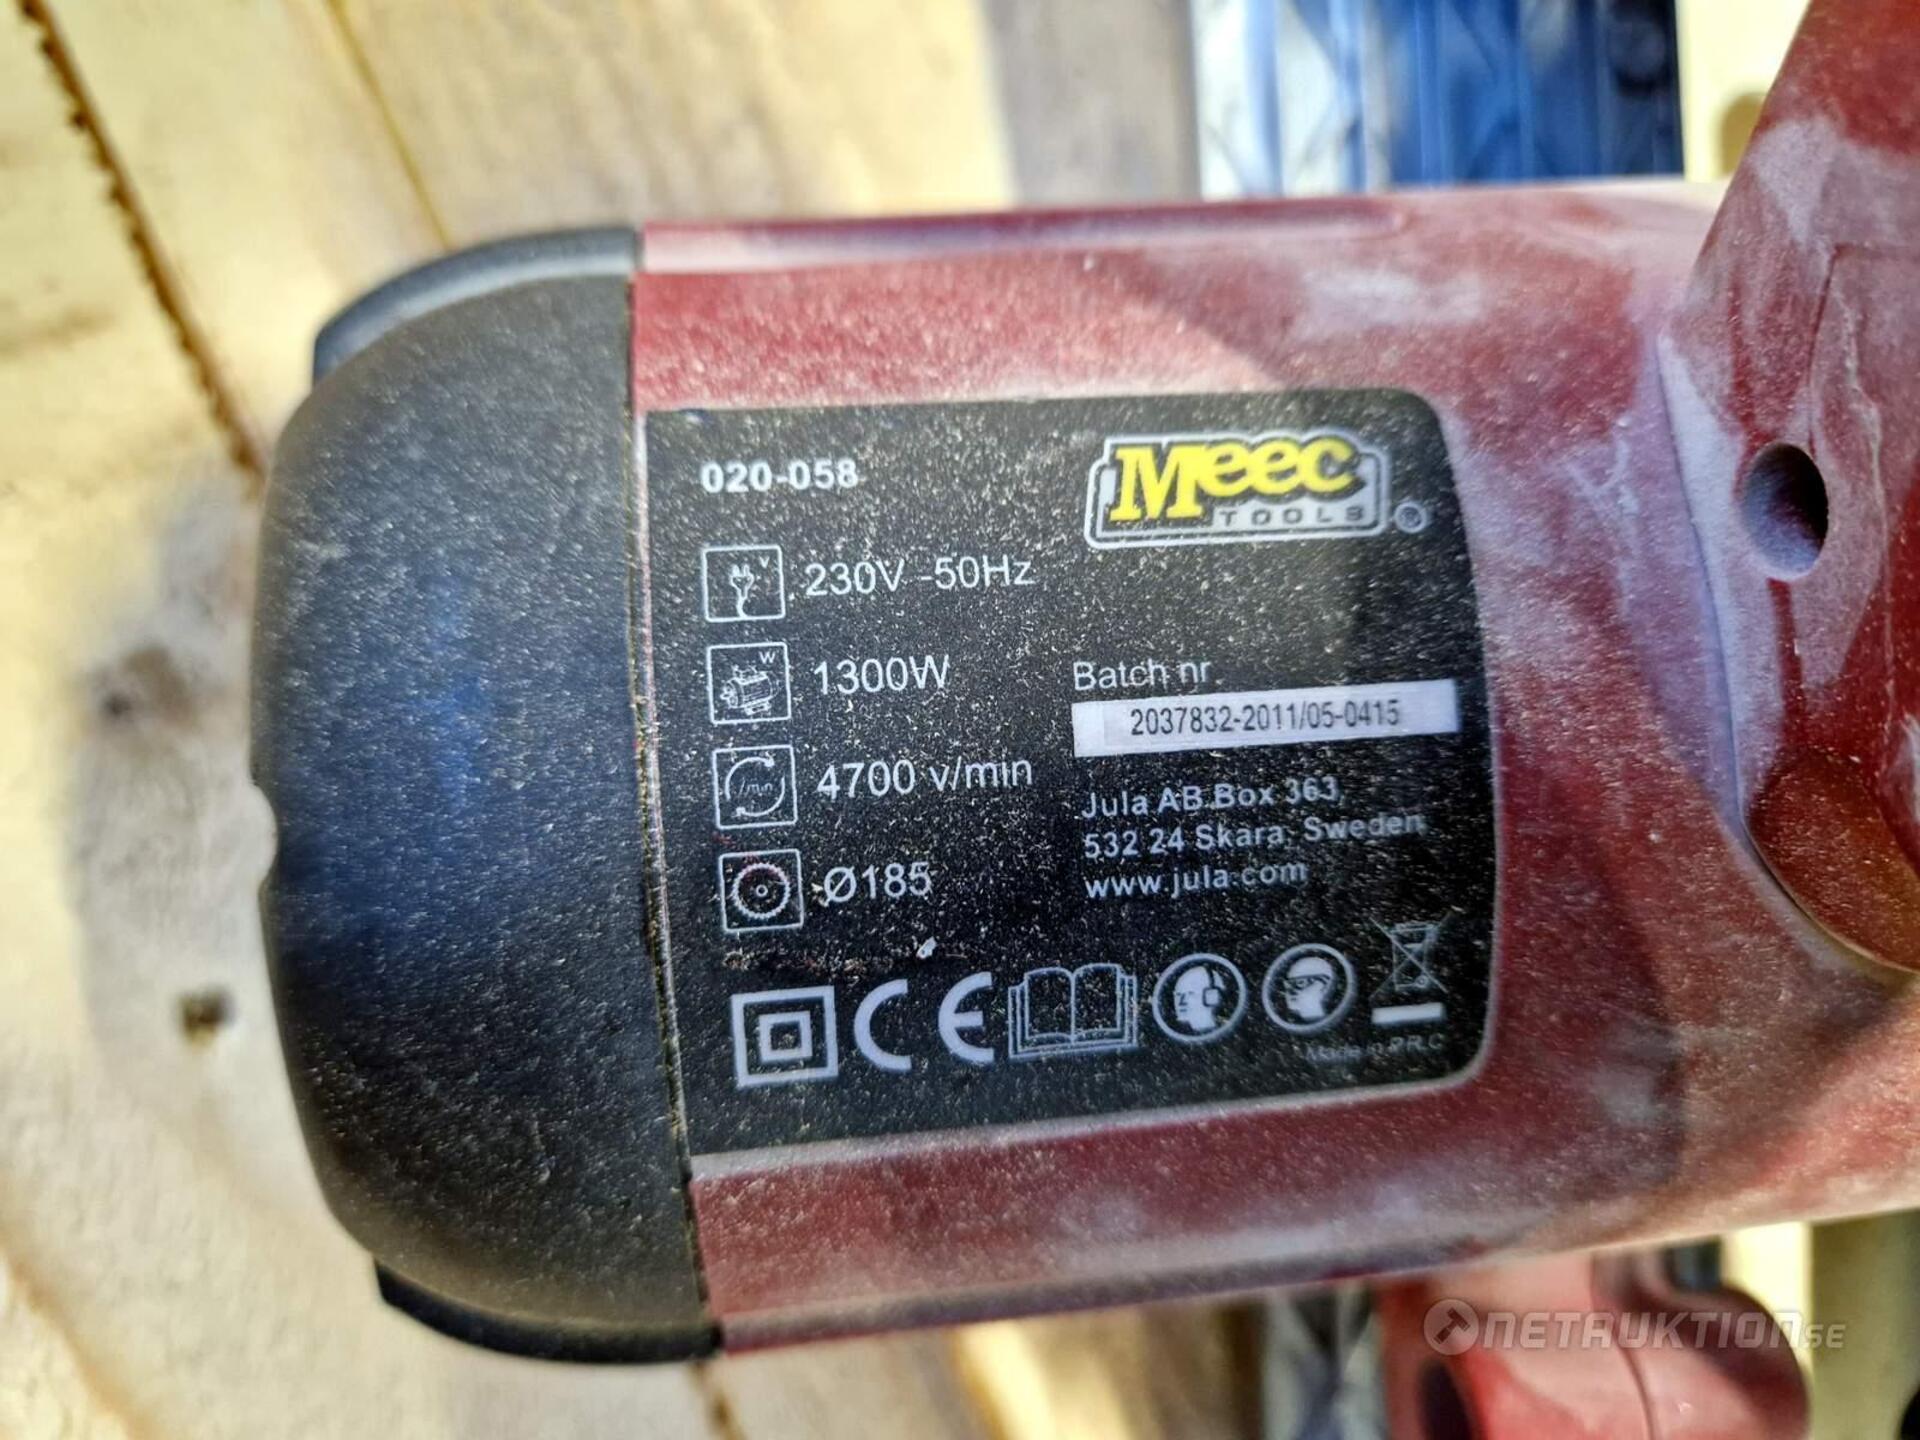 020-058
Meec
TOOLS ®
V
230V -50Hz
W
1300W
4700 v/min
Ø185
Batch nr
2037832-2011/05-0415
Jula AB.Box 363,
532 24 Skara, Sweden
www.jula.com
CE
Made in P.R.C
NETAUKTION.SE